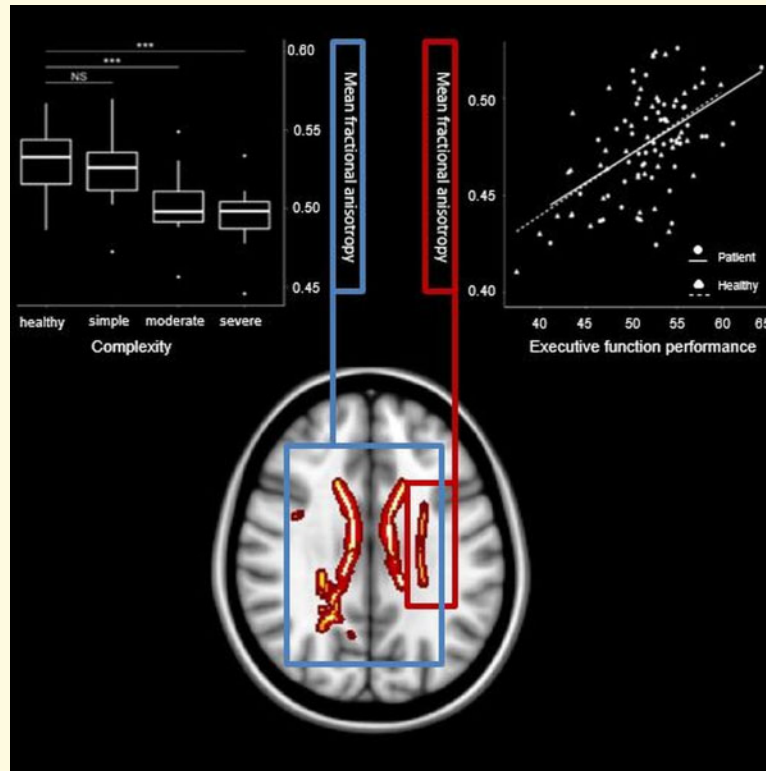 ***
***
NS
0.60
0.55
0.50
0.45
healthy simple moderate severe
Complexity
Mean fractional anisotropy
Mean fractional anisotropy
0.50
0.45
0.40
Patient
Healthy
40 45 50 55 60 65
Executive function performance